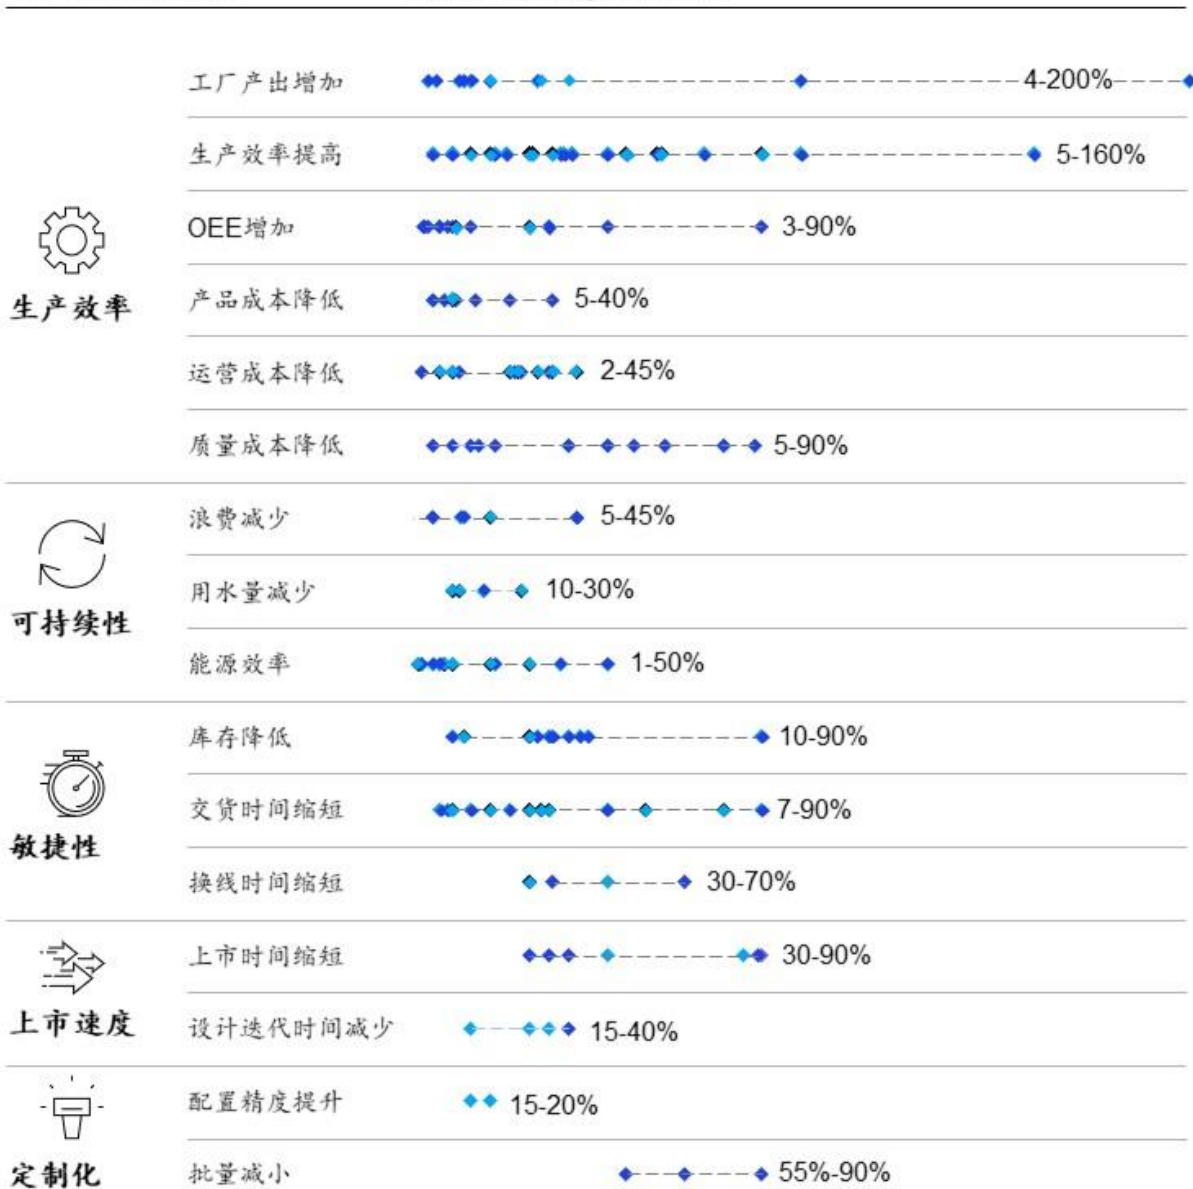 工厂产出增加 4-200%
生产效率提高 5-160%
OEE增加 3-90%
生产效率
产品成本降低 5-40%
运营成本降低 2-45%
质量成本降低 5-90%
浪费减少 5-45%
用水量减少 10-30%
可持续性
能源效率 1-50%
库存降低 10-90%
交货时间缩短 7-90%
敏捷性
换线时间缩短 30-70%
上市时间缩短 30-90%
上市速度
设计迭代时间减少 15-40%
配置精度提升 15-20%
定制化
批量减小 55%-90%